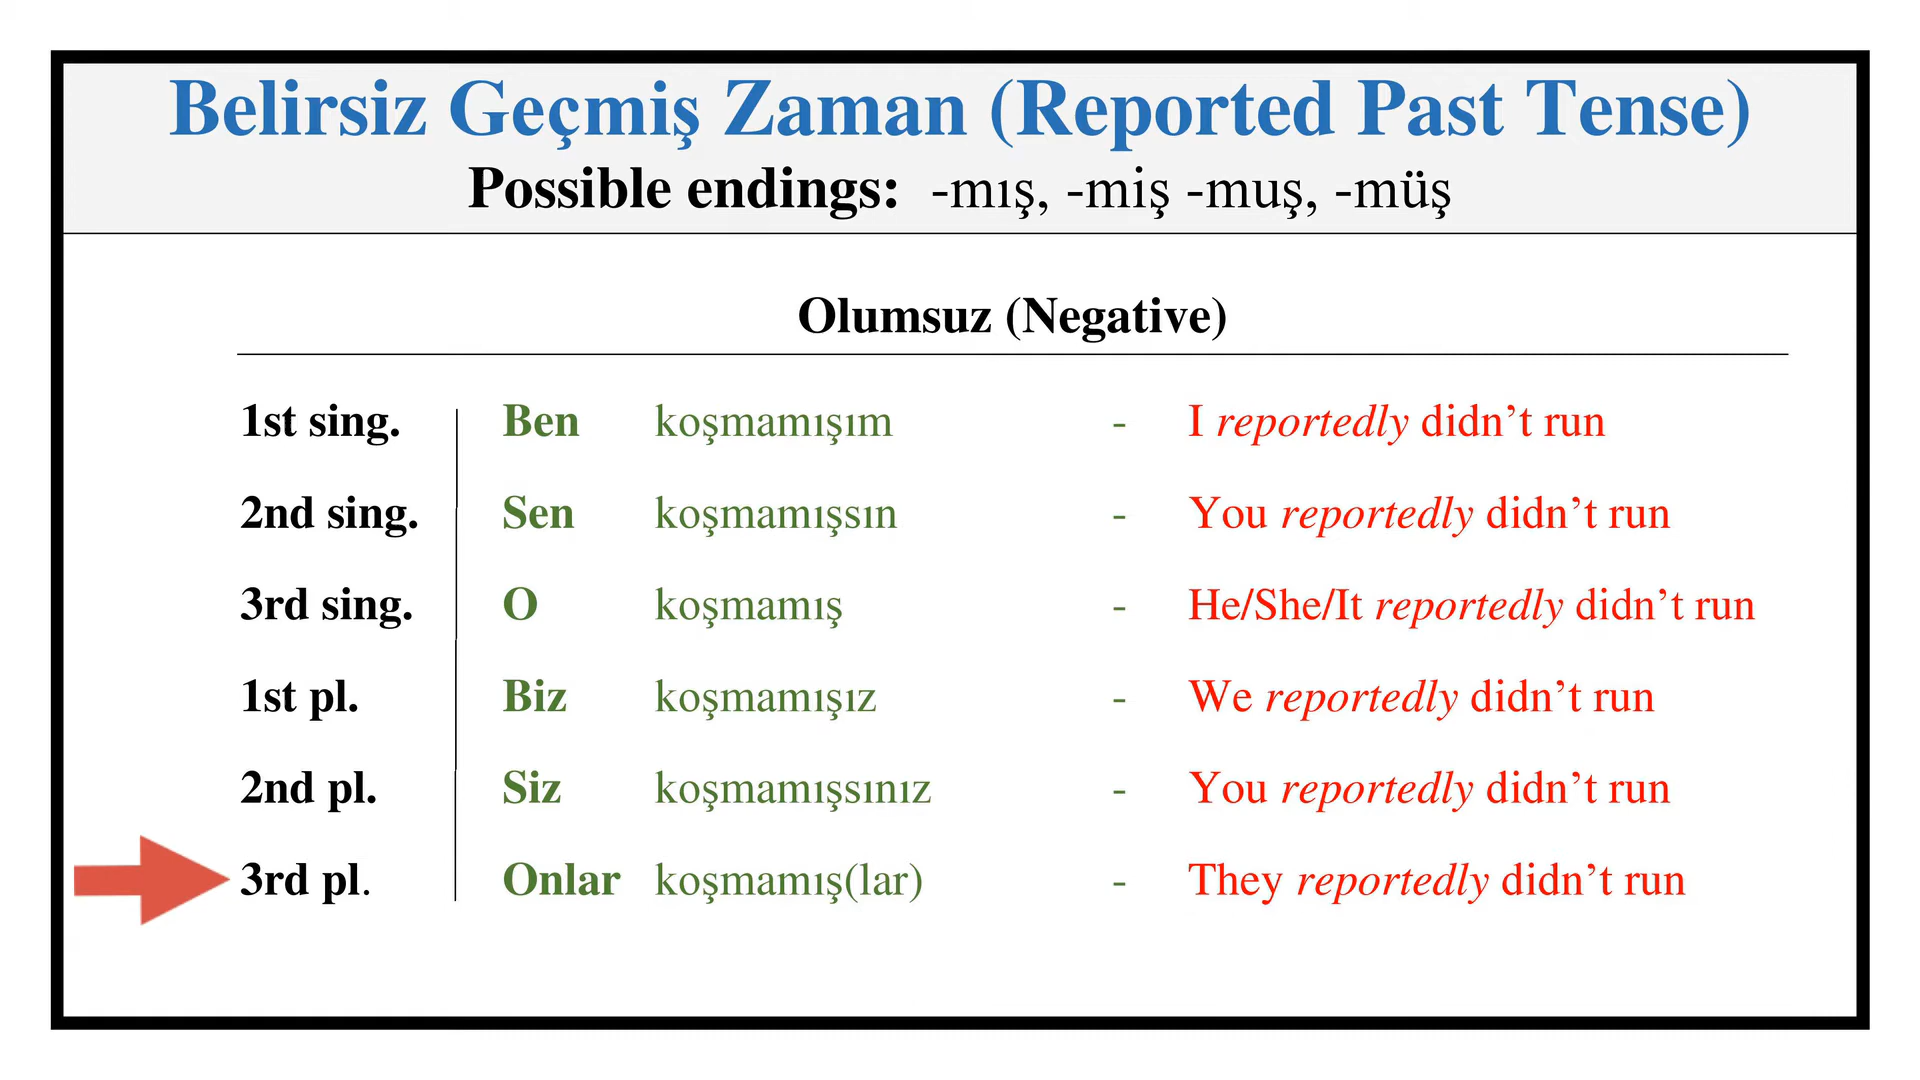 Belirsiz Geçmiş Zaman (Reported Past Tense)
Possible endings: -mış, -miş -muş, -müş
Olumsuz (Negative)
1st sing. Ben koşmamışım - I reportedly didn’t run
2nd sing. Sen koşmamışsın - You reportedly didn’t run
3rd sing. O koşmamış - He/She/It reportedly didn’t run
1st pl. Biz koşmamışız - We reportedly didn’t run
2nd pl. Siz koşmamışsınız - You reportedly didn’t run
3rd pl. Onlar koşmamış(lar) - They reportedly didn’t run